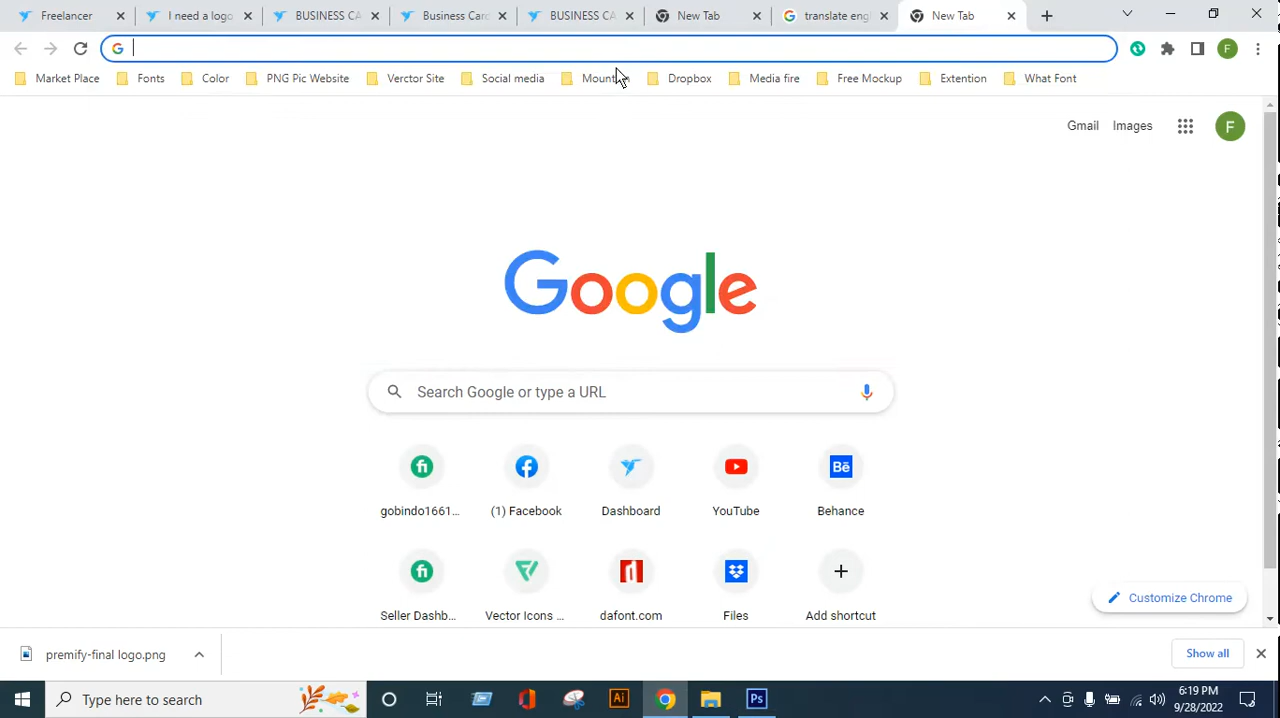 Freelancer
I need a logo
BUSINESS CA
Business Card
BUSINESS CA
New Tab
translate eng
New Tab
Market Place
Fonts
Color
PNG Pic Website
Verctor Site
Social media
Dropbox
Media fire
Free Mockup
Extention
What Font
F
Gmail
Images
F
Google
Search Google or type a URL
gobindo1661...
(1) Facebook
Dashboard
YouTube
Behance
Seller Dashb...
Vector Icons ...
dafont.com
Files
Add shortcut
Customize Chrome
premify-final logo.png
Show all
Type here to search
Ai
Ps
6:19 PM
9/28/2022